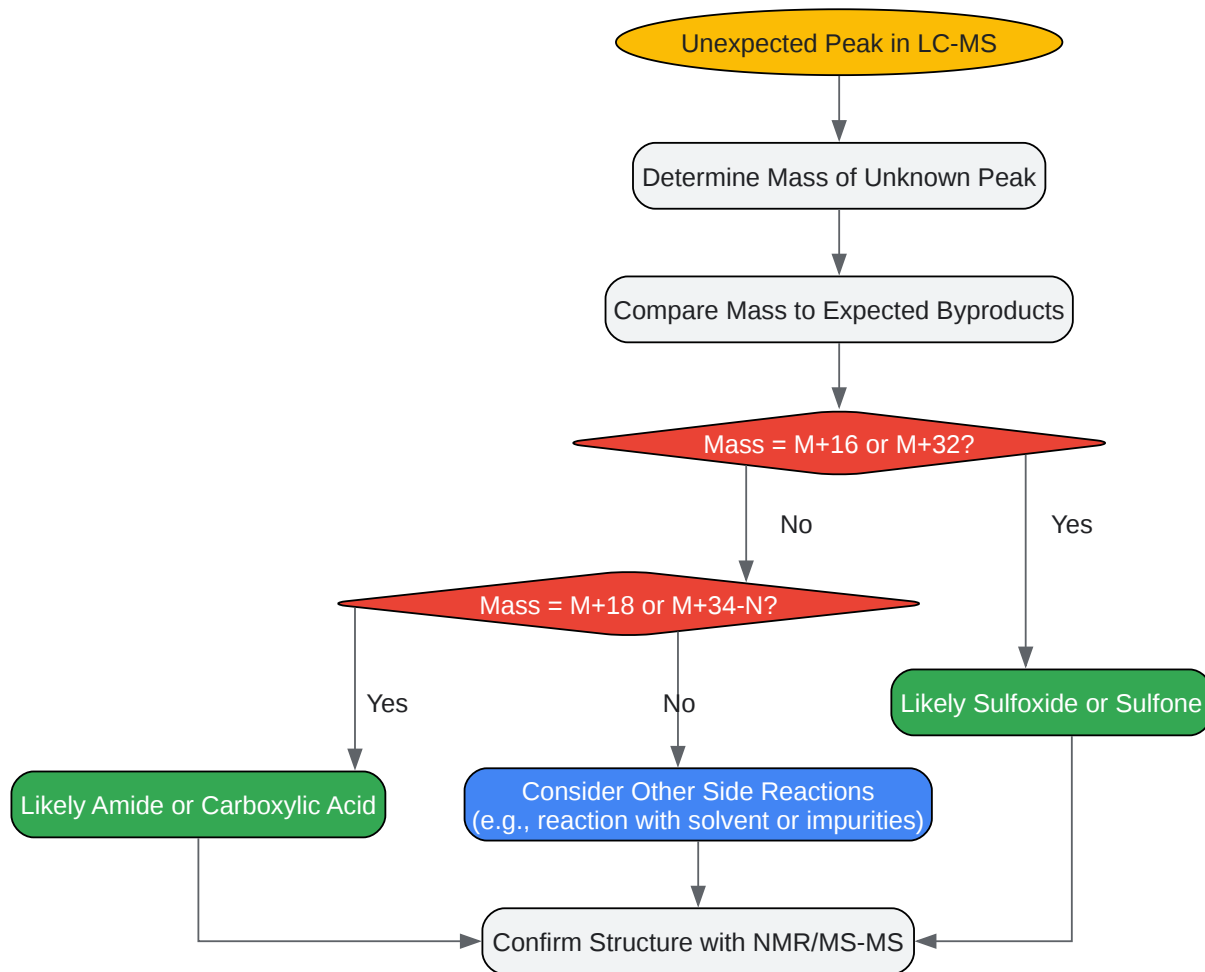 Unexpected Peak in LC-MS
Determine Mass of Unknown Peak
Compare Mass to Expected Byproducts
Mass = M+16 or M+32?
No
Yes
Mass = M+18 or M+34-N?
Yes
No
Likely Sulfoxide or Sulfone
Likely Amide or Carboxylic Acid
Consider Other Side Reactions
(e.g., reaction with solvent or impurities)
Confirm Structure with NMR/MS-MS